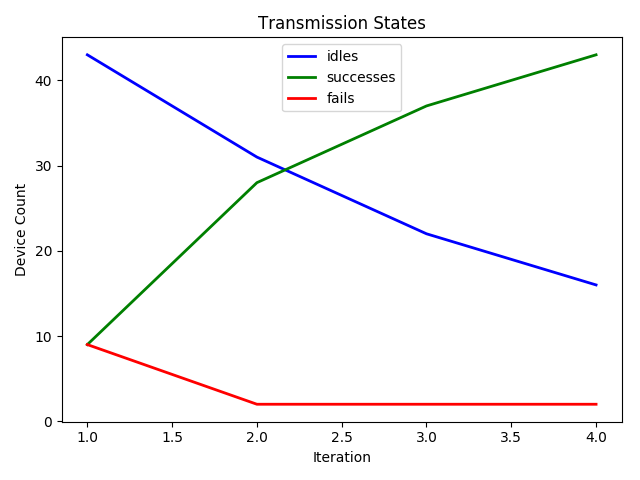 Transmission States
idles
successes
fails
Device Count
40
30
20
10
0
1.0 1.5 2.0 2.5 3.0 3.5 4.0
Iteration